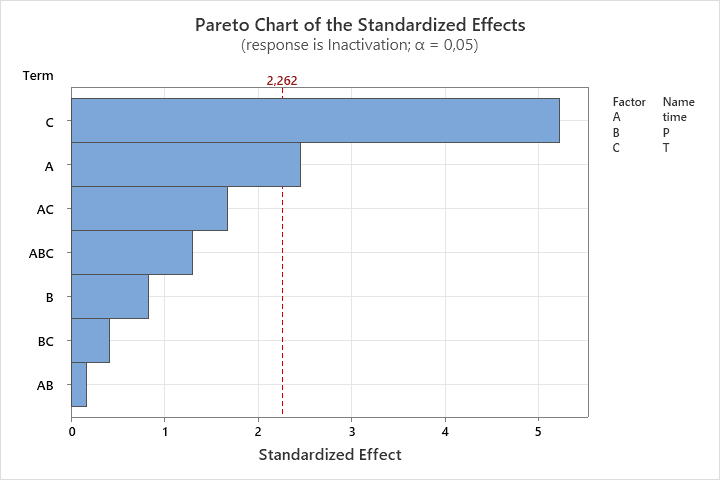 Pareto Chart of the Standardized Effects
(response is Inactivation; α = 0,05)
Term
2,262
C
A
AC
ABC
B
BC
AB
0 1 2 3 4 5
Standardized Effect
Factor Name
A time
B P
C T